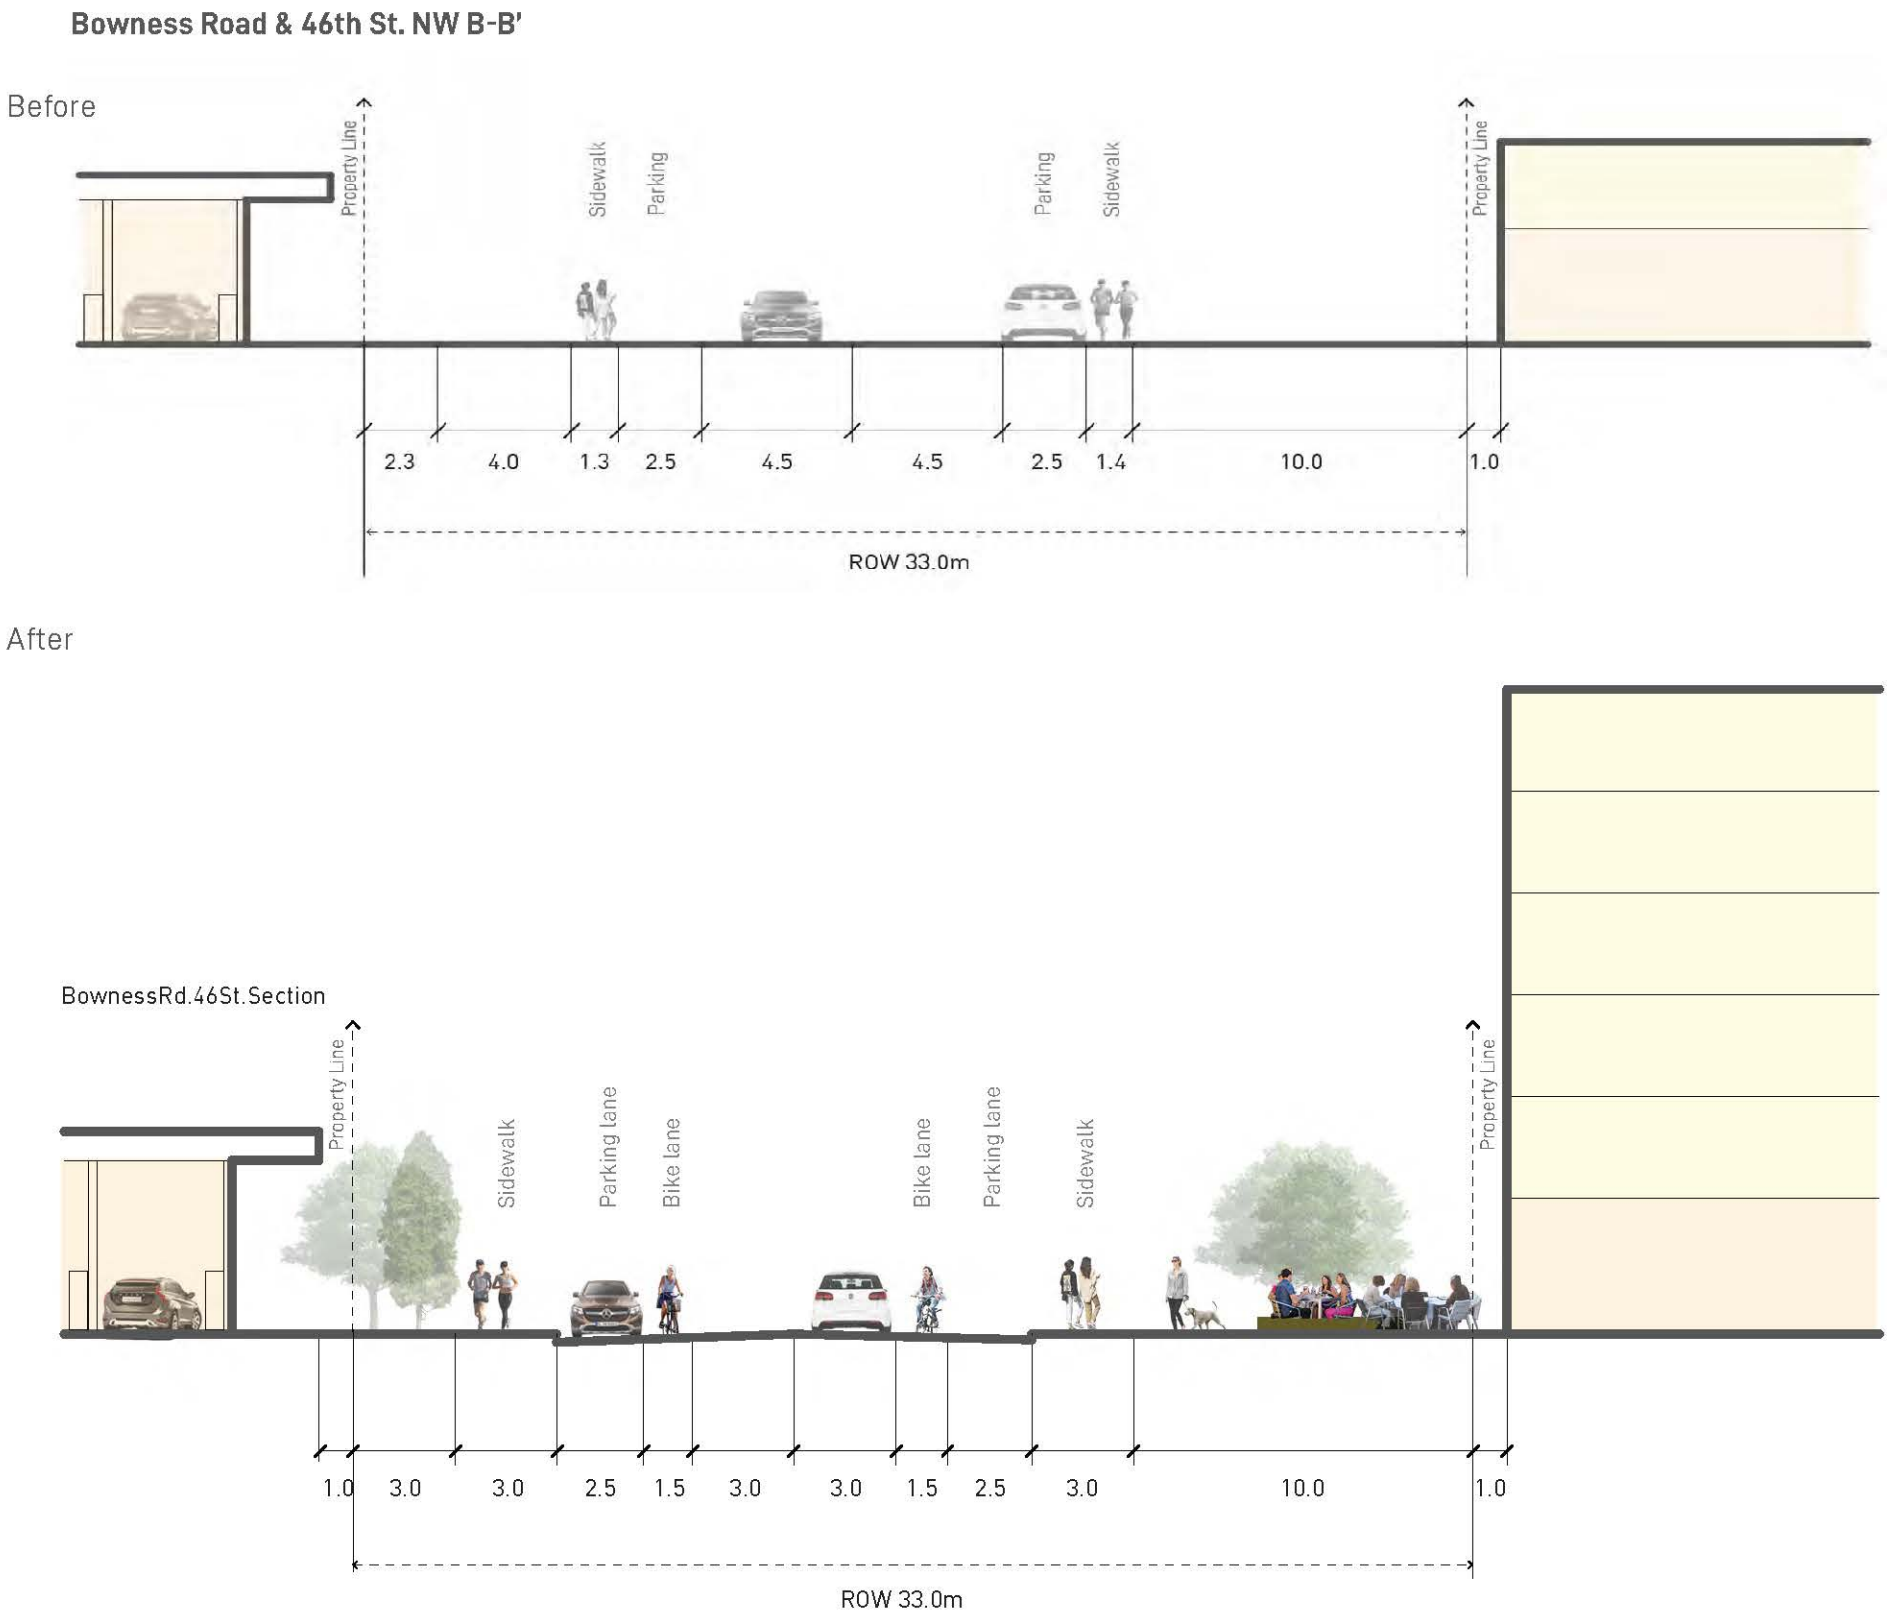 Bowness Road & 46th St. NW B-B'
Before
Property Line
Sidewalk
Parking
Parking
Sidewalk
Property Line
2.3 4.0 1.3 2.5 4.5 4.5 2.5 1.4 10.0 1.0
ROW 33.0m
After
BownessRd.46St.Section
Property Line
Sidewalk
Parking lane
Bike lane
Bike lane
Parking lane
Sidewalk
Property Line
1.0 3.0 3.0 2.5 1.5 3.0 3.0 1.5 2.5 3.0 10.0 1.0
ROW 33.0m